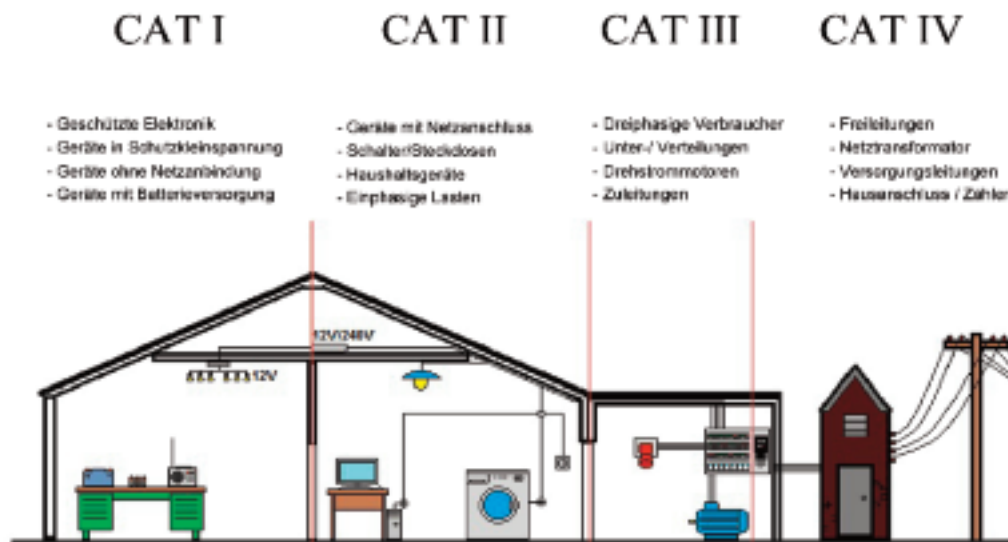 CAT I
CAT II
CAT III
CAT IV
- Geschützte Elektronik
- Geräte in Schutzkleinspannung
- Geräte ohne Netzanbindung
- Geräte mit Batterieversorgung
- Geräte mit Netzanschluss
- Schalter/Steckdosen
- Haushaltsgeräte
- Einphasige Lasten
- Dreiphasige Verbraucher
- Unter-/ Verteilungen
- Drehstrommotoren
- Zuleitungen
- Freileitungen
- Netztransformator
- Versorgungsleitungen
- Hausanschluss / Zähler
12V/240V
12V